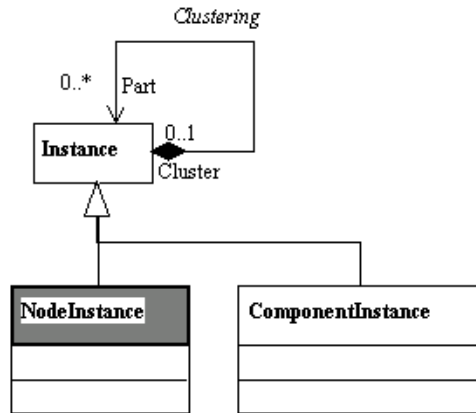 Clustering
0..*
Part
0..1
Instance
Cluster
NodeInstance
ComponentInstance